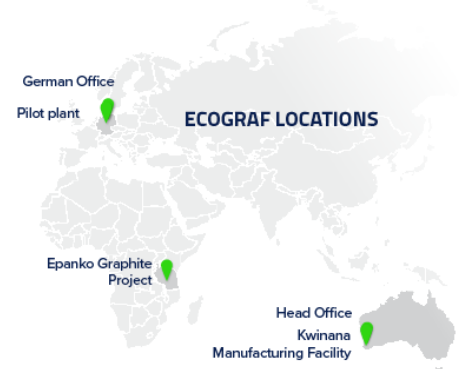 German Office
Pilot plant
ECOGRAF LOCATIONS
Epanko Graphite
Project
Head Office
Kwinana
Manufacturing Facility